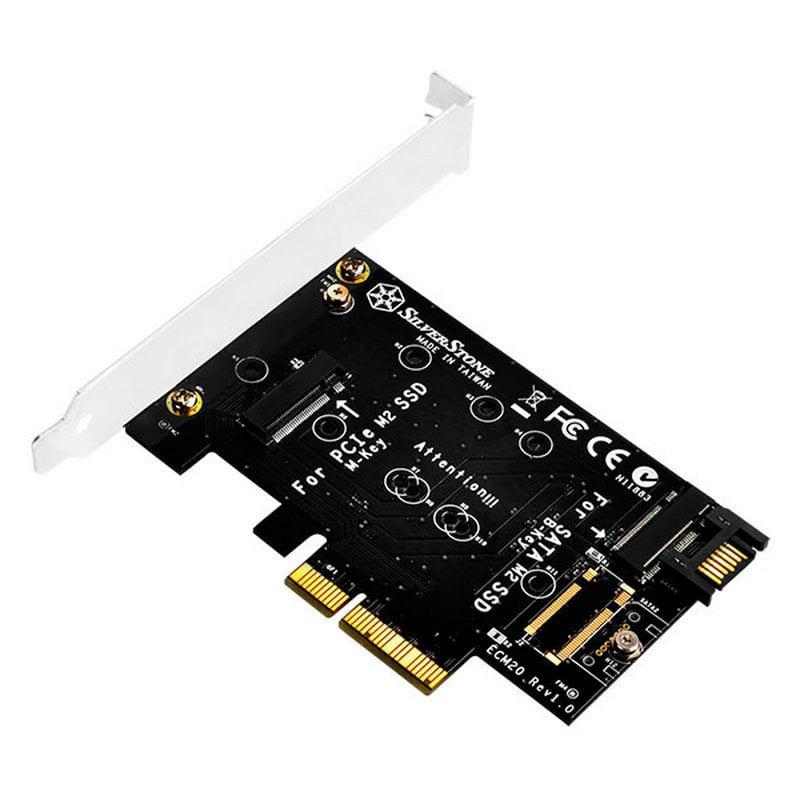 SILVERSTONE
MADE IN TAIWAN
FC CE
N11883
For PCIe M2 SSD
M-Key
Attention!!!
For SATA M2 SSD
B-Key
SATA2
ECM20_Rev1.0